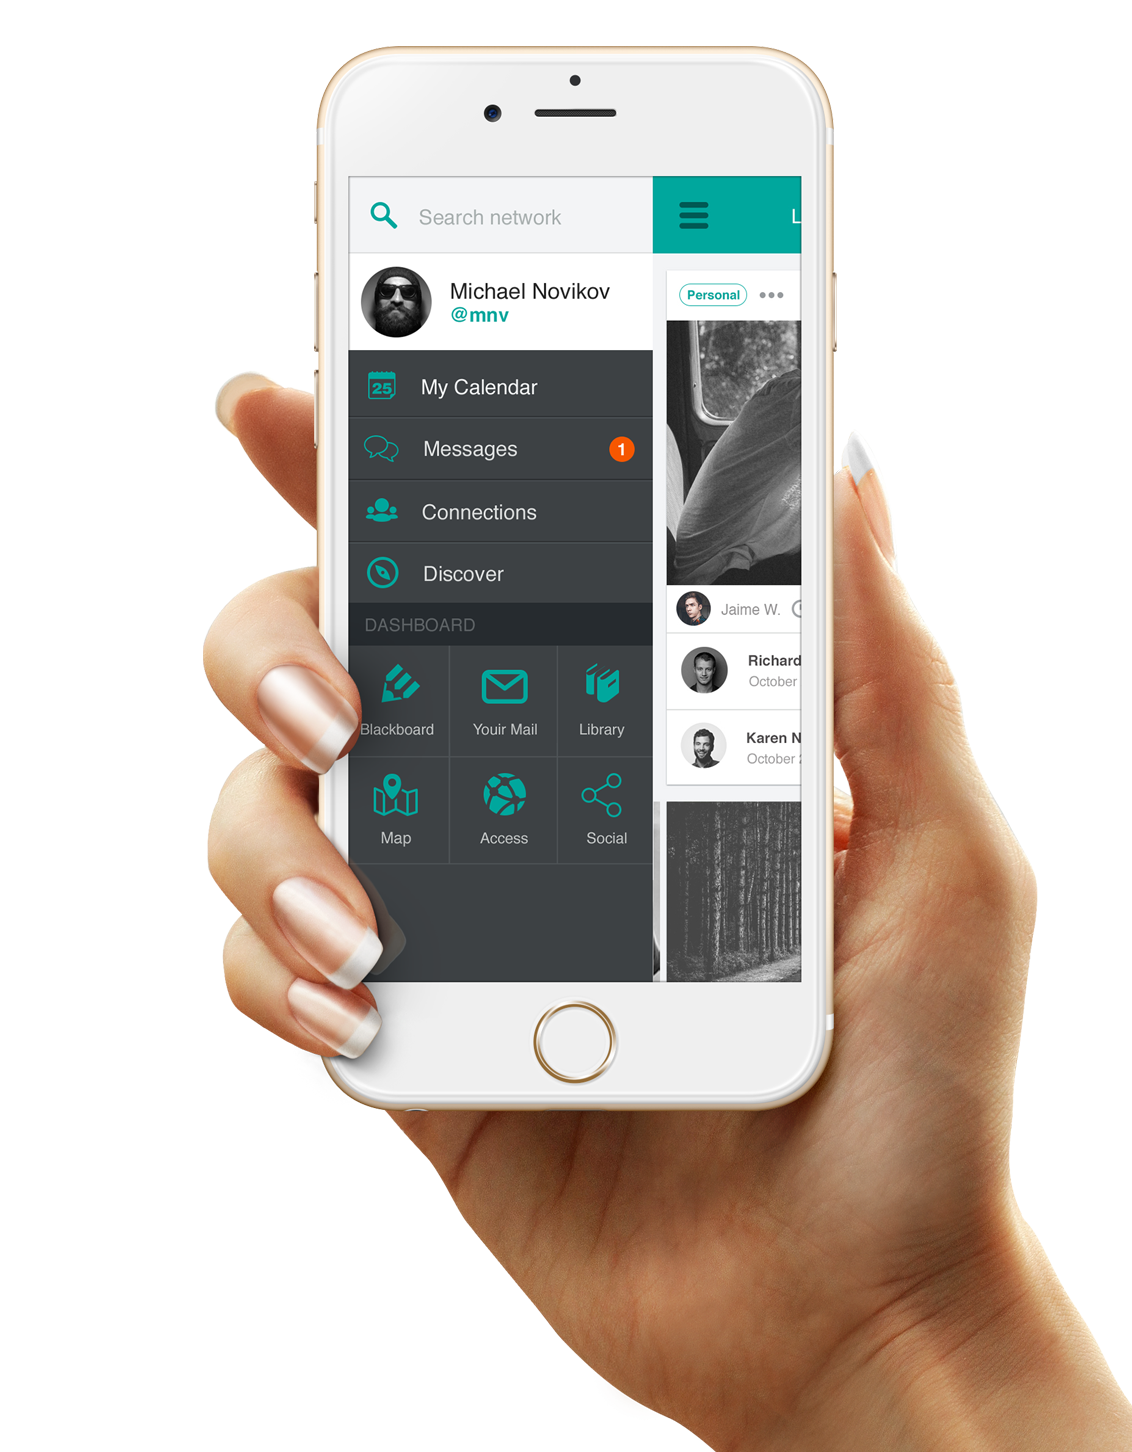 Search network
L
Michael Novikov
@mnv
Personal
25
My Calendar
Messages
1
Connections
Discover
DASHBOARD
Jaime W.
Blackboard
Youir Mail
Library
Richard
October
Map
Access
Social
Karen N
October 2